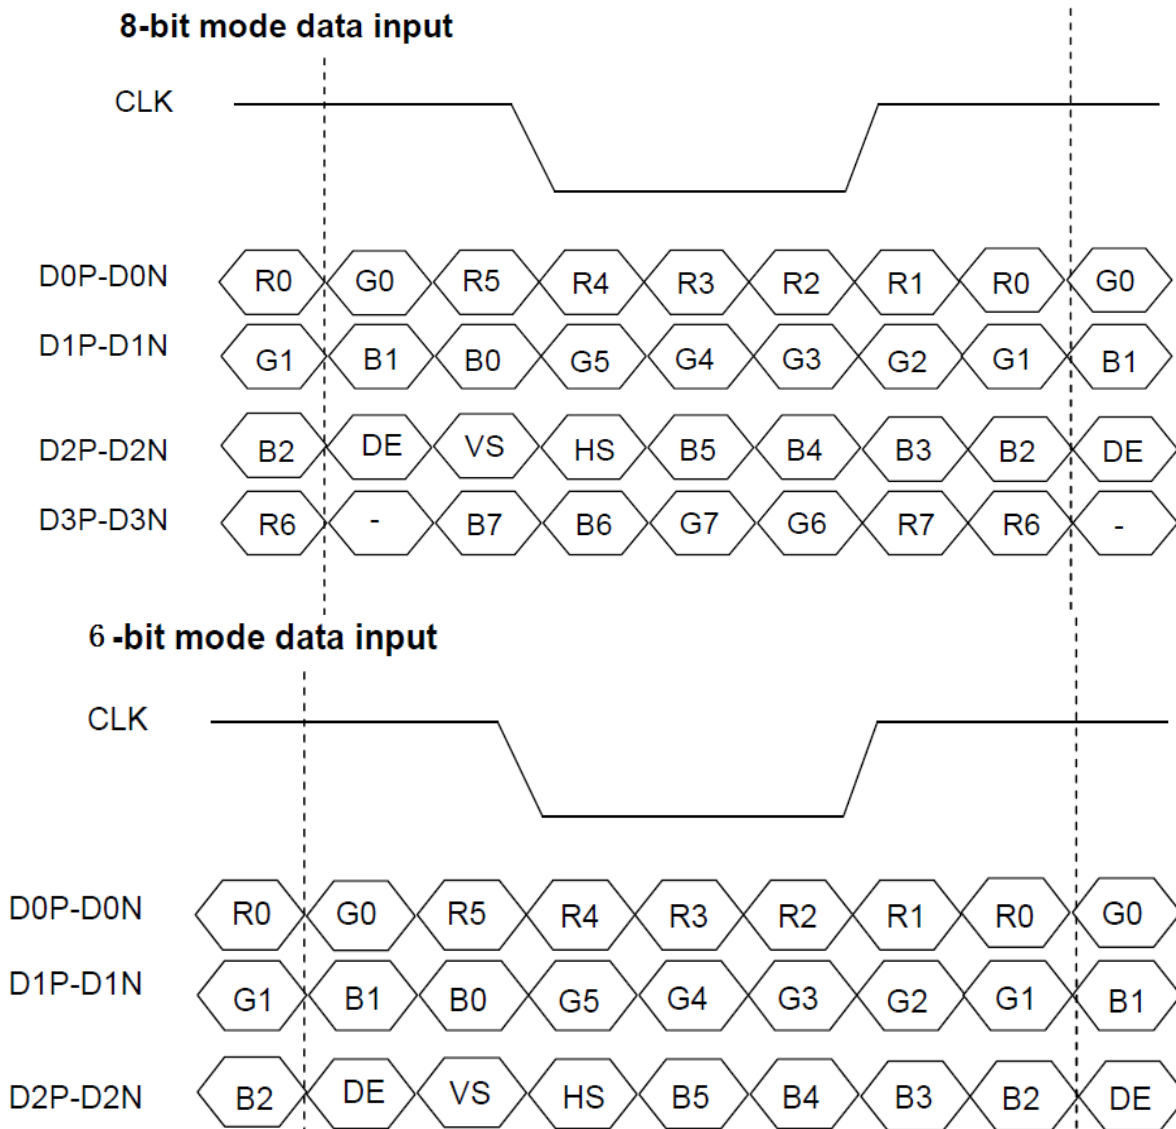 8-bit mode data input
CLK
D0P-D0N R0 G0 R5 R4 R3 R2 R1 R0 G0
D1P-D1N G1 B1 B0 G5 G4 G3 G2 G1 B1
D2P-D2N B2 DE VS HS B5 B4 B3 B2 DE
D3P-D3N R6 - B7 B6 G7 G6 R7 R6 -
6 -bit mode data input
CLK
D0P-D0N R0 G0 R5 R4 R3 R2 R1 R0 G0
D1P-D1N G1 B1 B0 G5 G4 G3 G2 G1 B1
D2P-D2N B2 DE VS HS B5 B4 B3 B2 DE